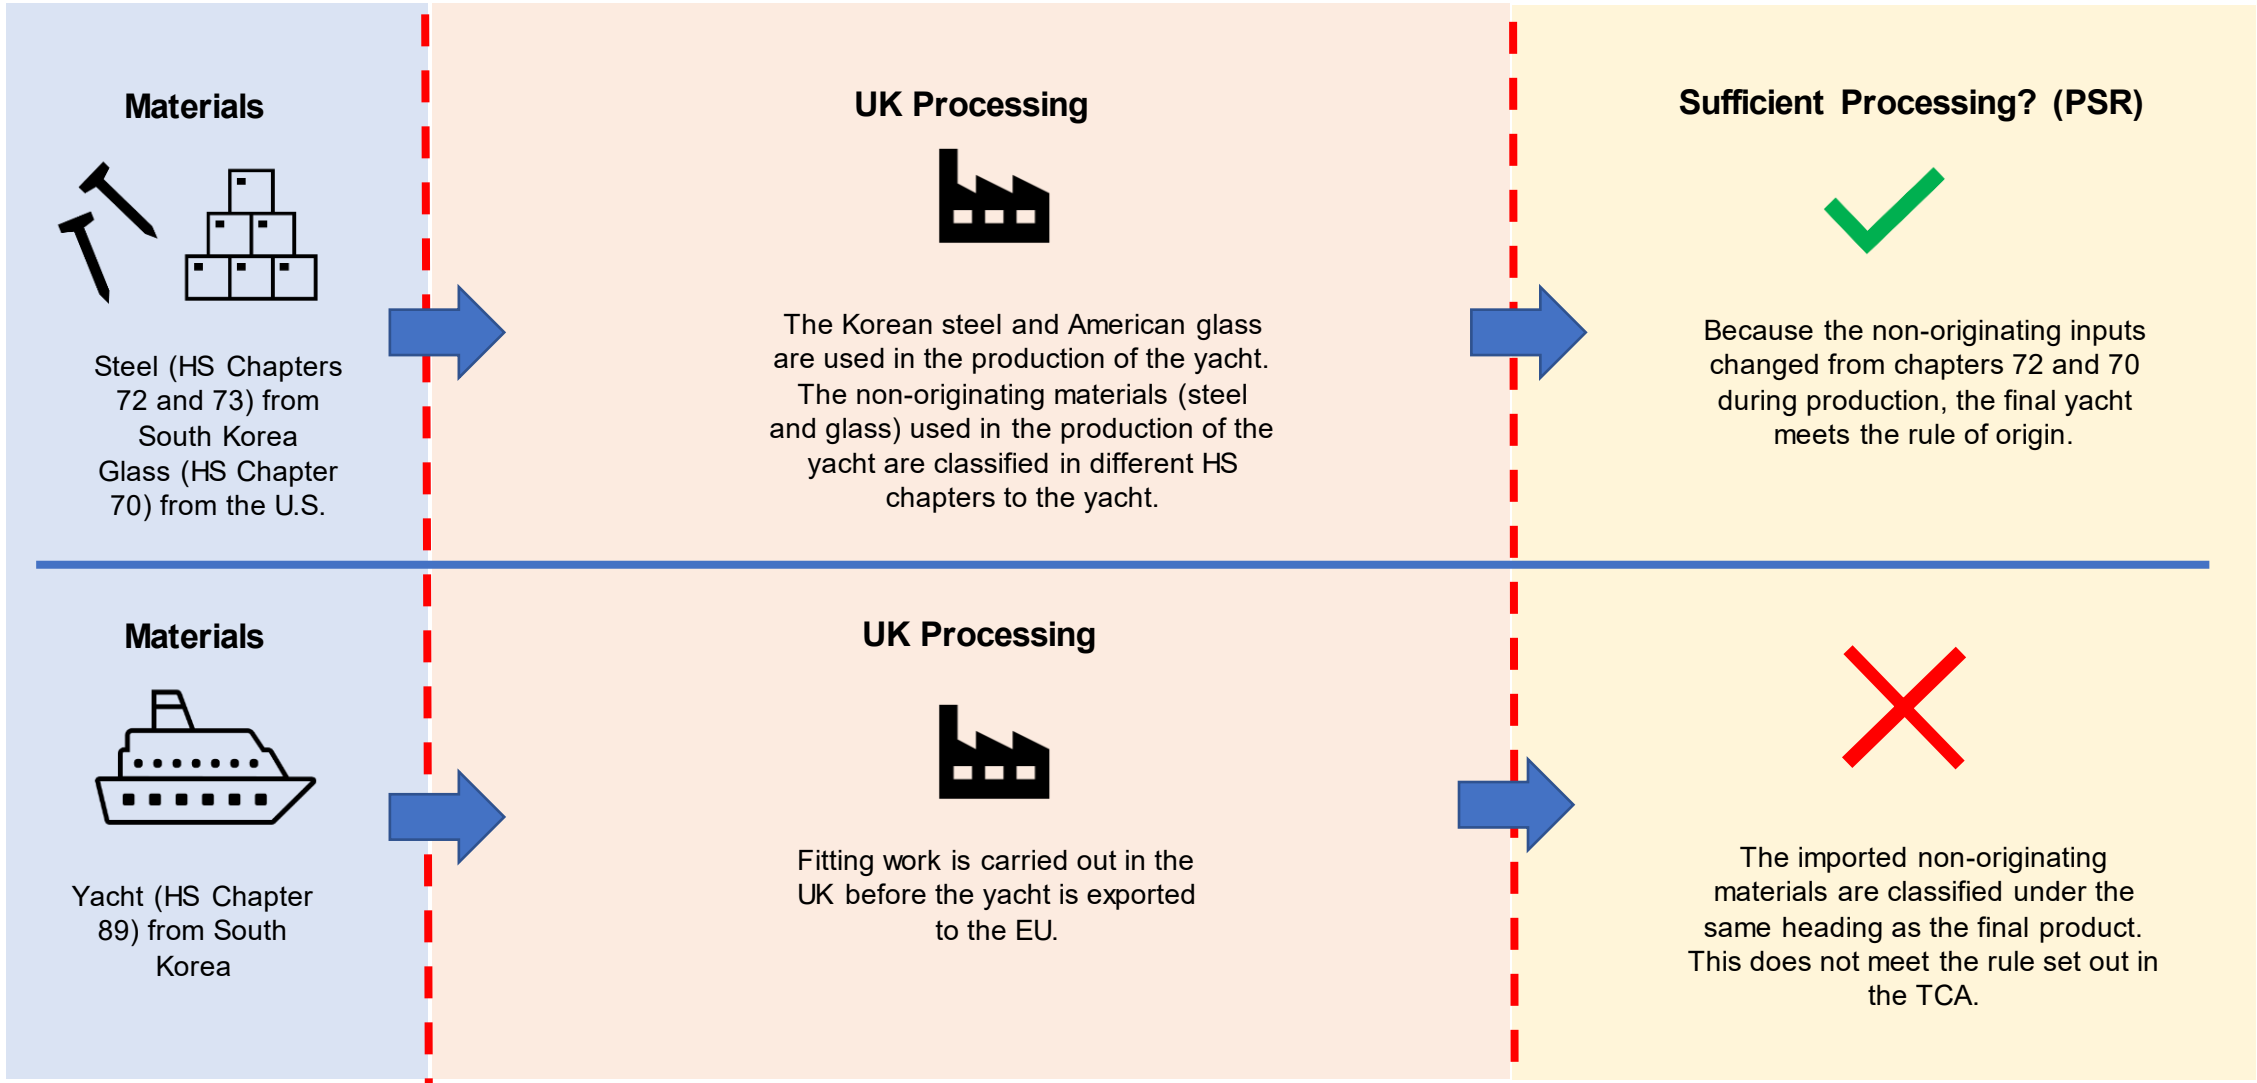 Materials
UK Processing
Sufficient Processing? (PSR)
Steel (HS Chapters
72 and 73) from
South Korea
Glass (HS Chapter
70) from the U.S.
The Korean steel and American glass
are used in the production of the yacht.
The non-originating materials (steel
and glass) used in the production of the
yacht are classified in different HS
chapters to the yacht.
Because the non-originating inputs
changed from chapters 72 and 70
during production, the final yacht
meets the rule of origin.
Materials
UK Processing
Yacht (HS Chapter
89) from South
Korea
Fitting work is carried out in the
UK before the yacht is exported
to the EU.
The imported non-originating
materials are classified under the
same heading as the final product.
This does not meet the rule set out in
the TCA.